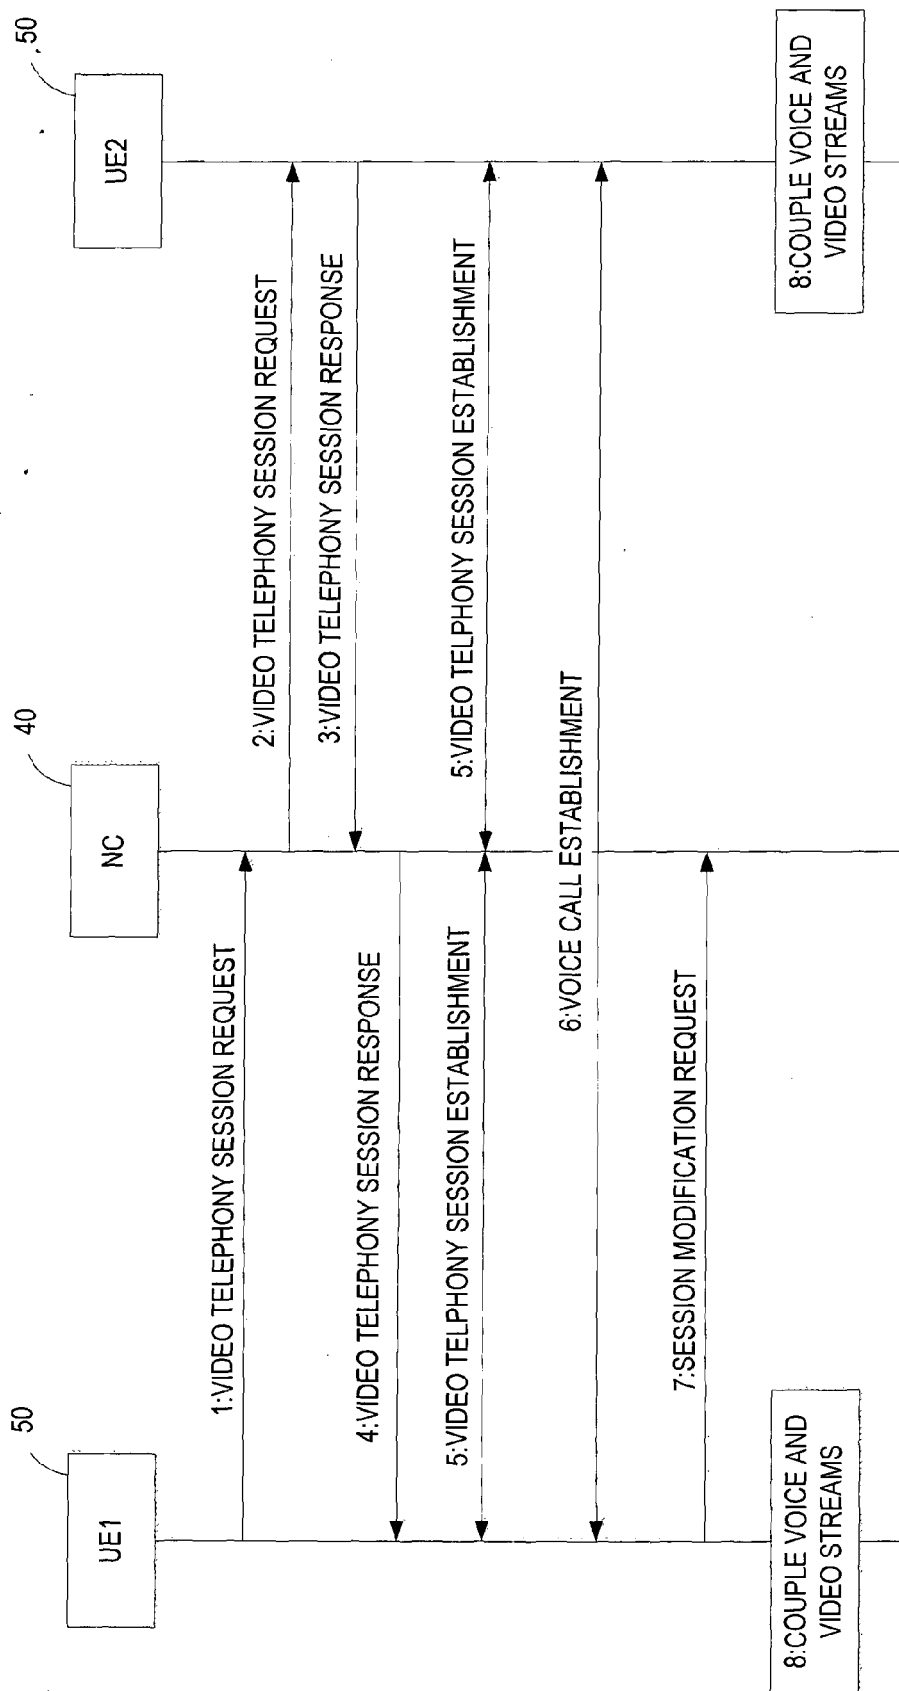 50
UE1
40
NC
50
UE2
1:VIDEO TELEPHONY SESSION REQUEST
2:VIDEO TELEPHONY SESSION REQUEST
3:VIDEO TELEPHONY SESSION RESPONSE
4:VIDEO TELEPHONY SESSION RESPONSE
5:VIDEO TELPHONY SESSION ESTABLISHMENT
5:VIDEO TELPHONY SESSION ESTABLISHMENT
6:VOICE CALL ESTABLISHMENT
7:SESSION MODIFICATION REQUEST
8:COUPLE VOICE AND
VIDEO STREAMS
8:COUPLE VOICE AND
VIDEO STREAMS